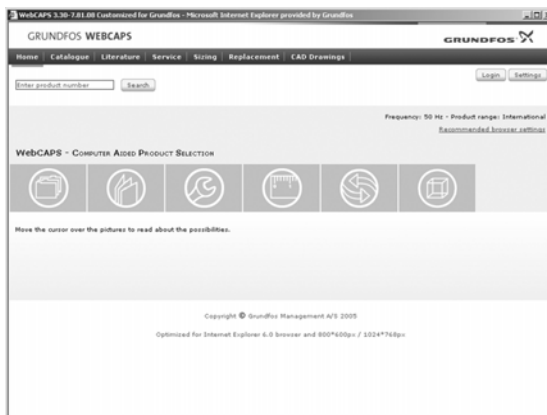 WebCAPS 3.30-7.81.08 Customized for Grundfos - Microsoft Internet Explorer provided by Grundfos
GRUNDFOS WEBCAPS
GRUNDFOS
Home Catalogue Literature Service Sizing Replacement CAD Drawings
Login Settings
Enter product number Search
Frequency: 50 Hz - Product range: International
Recommended browser settings
WebCAPS - Computer Aided Product Selection
Move the cursor over the pictures to read about the possibilities.
Copyright © Grundfos Management A/S 2005
Optimized for Internet Explorer 6.0 browser and 800*600px / 1024*768px